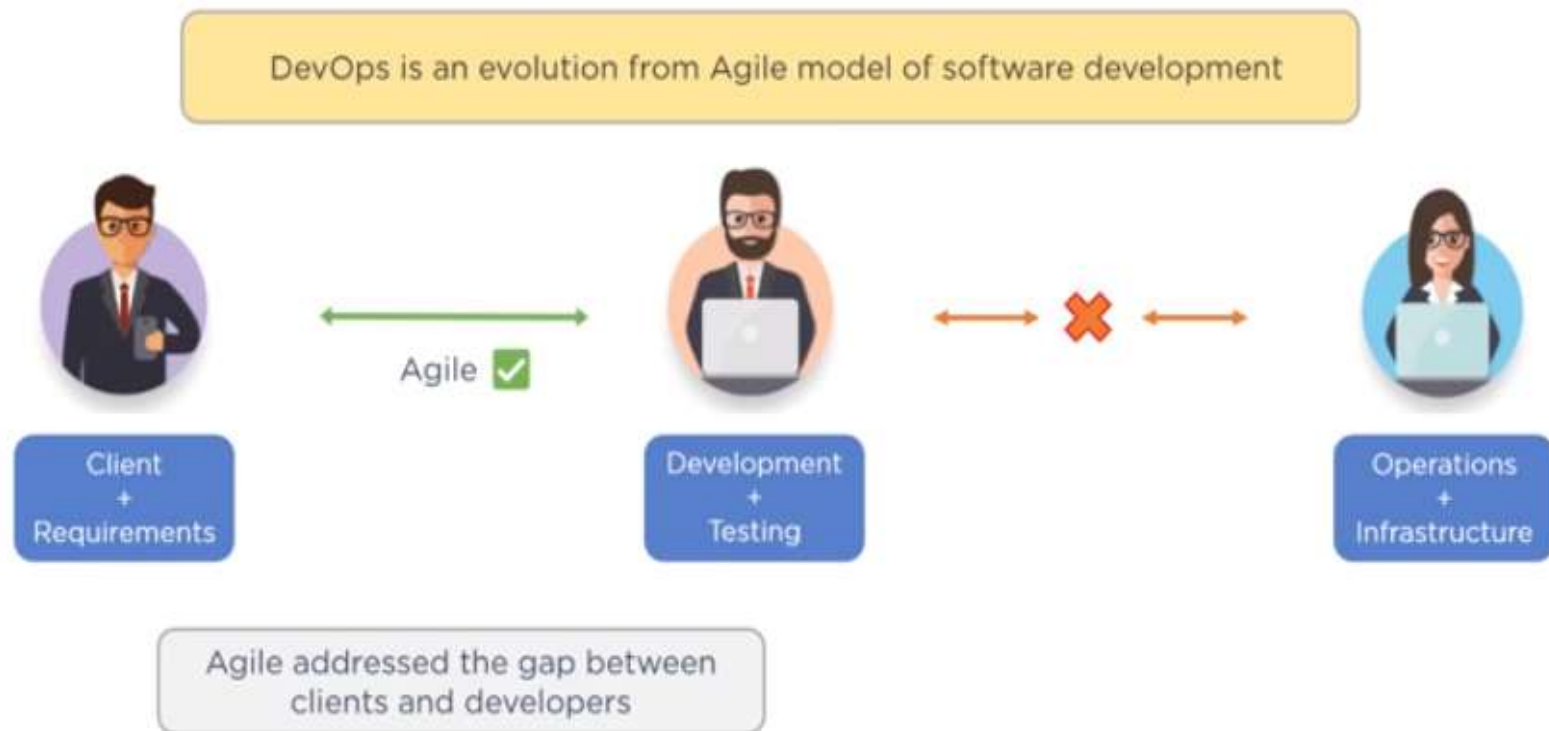 DevOps is an evolution from Agile model of software development
Agile
Client
+
Requirements
Development
+
Testing
Operations
+
Infrastructure
Agile addressed the gap between
clients and developers